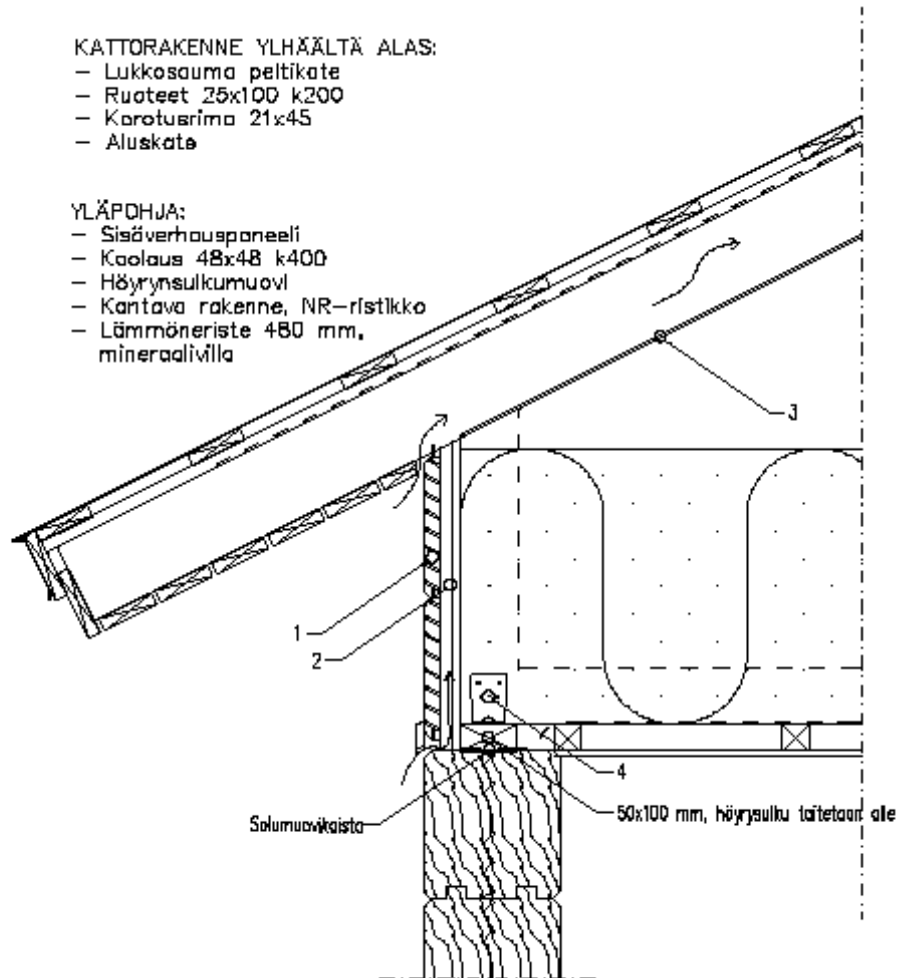 KATTORAKENNE YLHÄÄLTÄ ALAS:
- Lukkosauma peltikate
- Ruoteet 25x100 k200
- Korotusrima 21x45
- Aluskate
YLÄPOHJA:
- Sisäverhouspaneeli
- Koolaus 48x48 k400
- Höyrynsulkumuovi
- Kantava rakenne, NR-ristikko
- Lämmöneriste 480 mm,
mineraalivilla
3
1
2
4
Solumuovikaista
50x100 mm, höyrysulku taitetaan alle